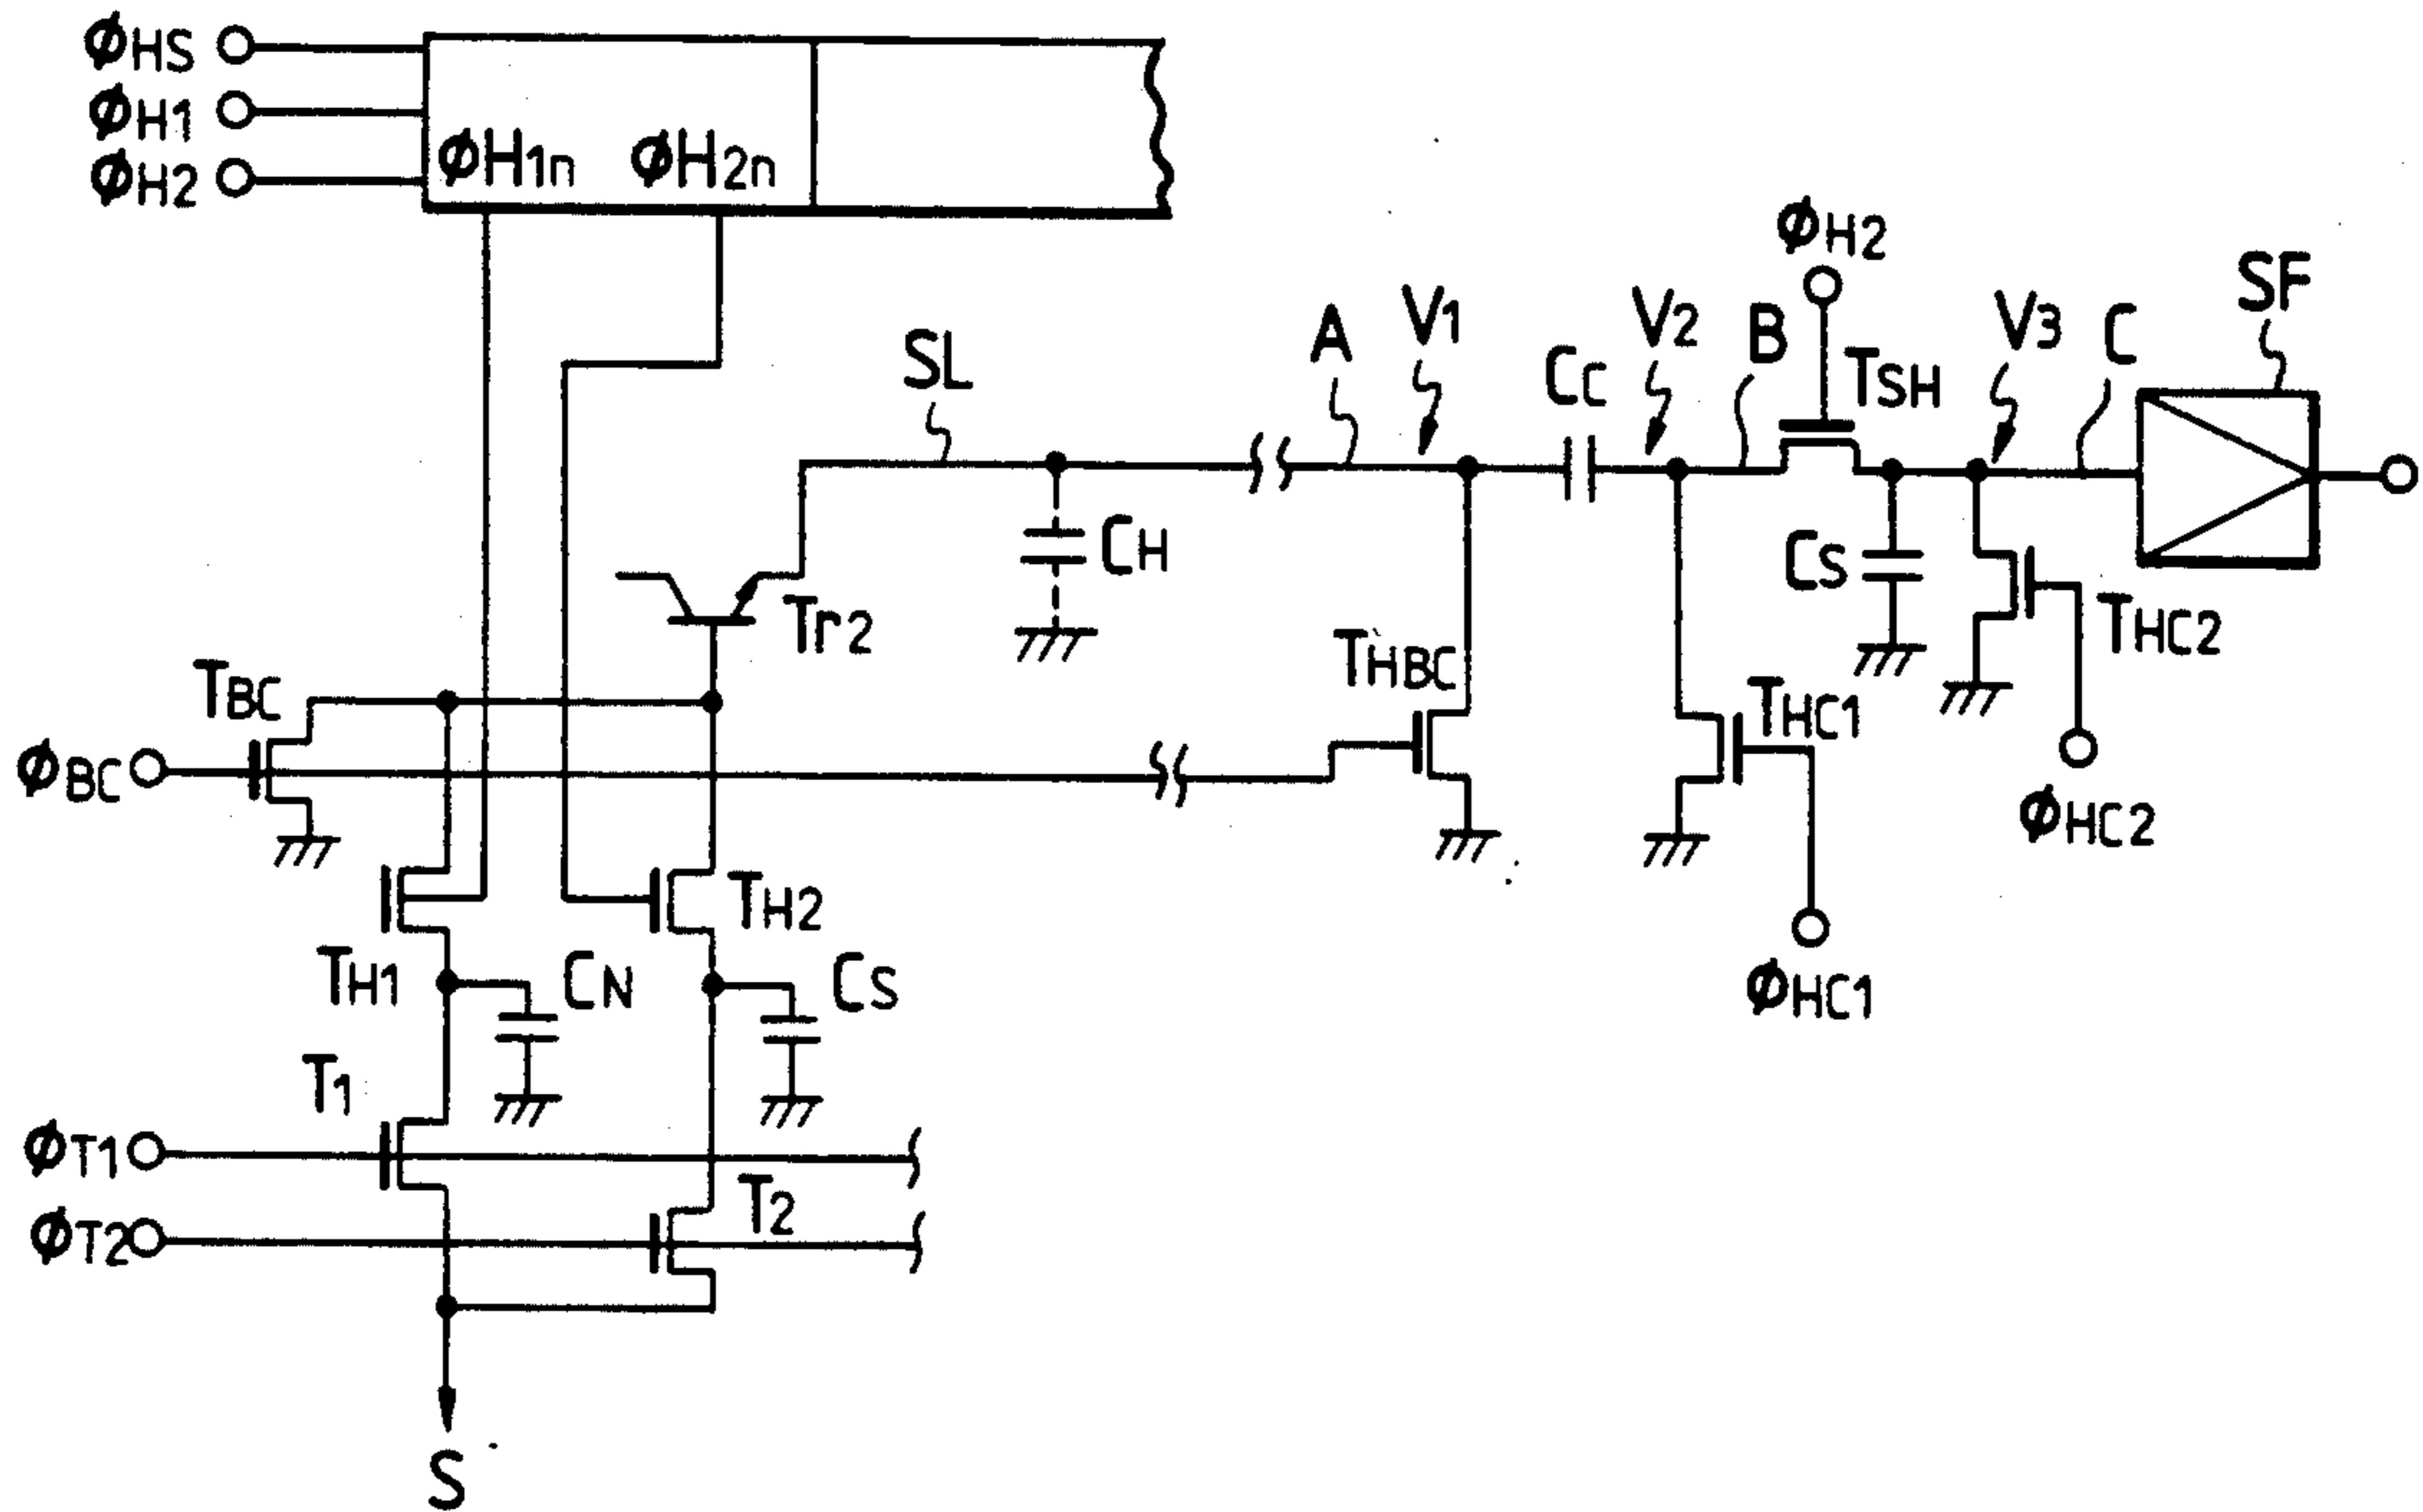 ϕHS
ϕH1
ϕH2
ϕH1n ϕH2n
ϕH2
SF
SL
A
V1
V2
B
V3
C
CC
TSH
CH
CS
Tr2
THBC
THC2
TBC
THC1
ϕBC
ϕHC2
TH1
TH2
CN
CS
ϕHC1
T1
ϕT1
T2
ϕT2
S